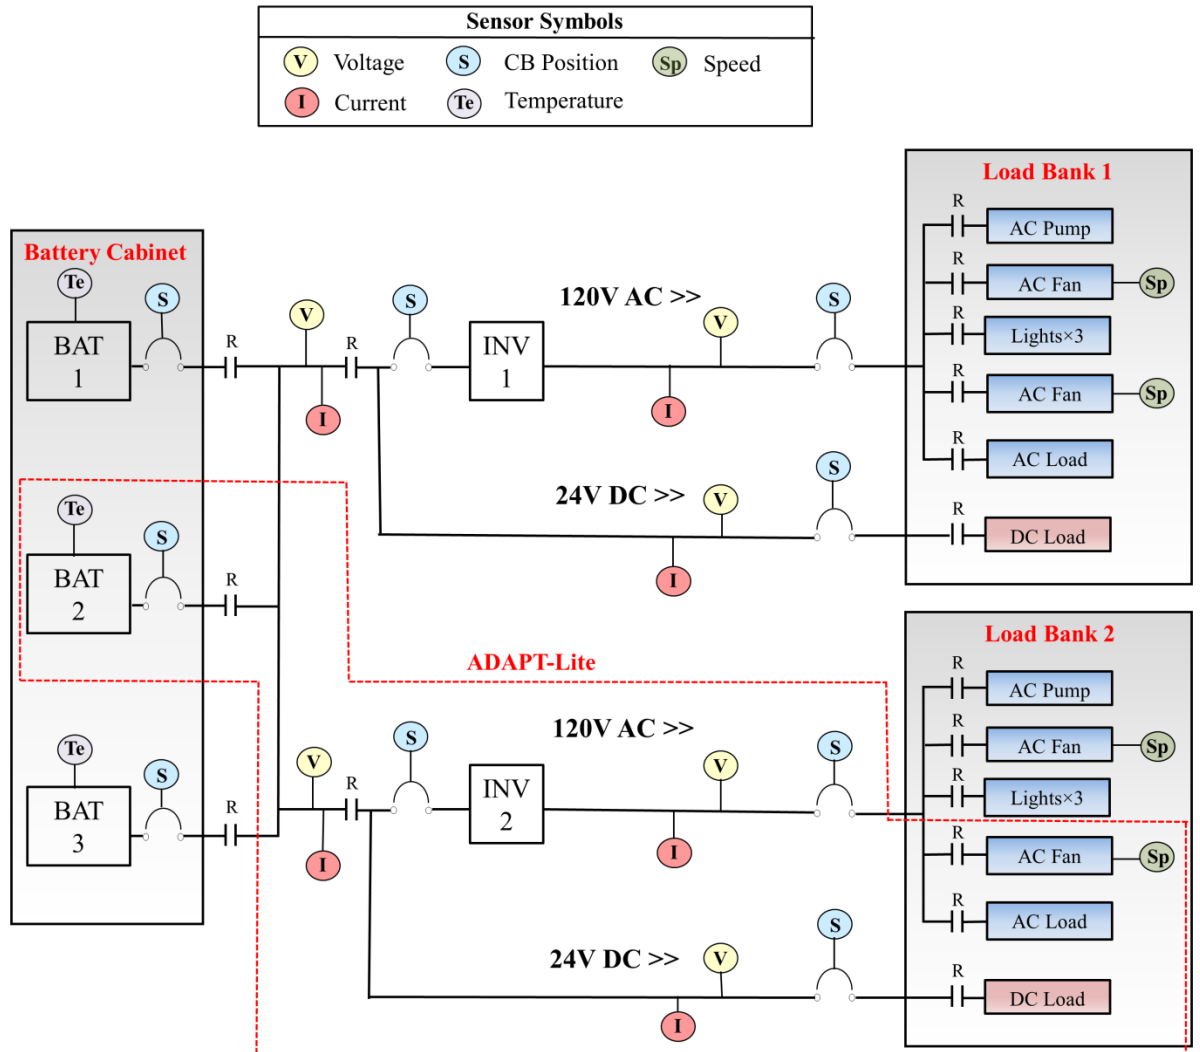 Sensor Symbols
V Voltage S CB Position Sp Speed
I Current Te Temperature
Load Bank 1
R
AC Pump
R
AC Fan Sp
R
Lights×3
R
AC Fan Sp
R
AC Load
R
DC Load
Battery Cabinet
Te
S
BAT
1
R
V
I
R
S
INV
1
120V AC >>
V
I
S
24V DC >>
V
I
S
Te
S
BAT
2
R
ADAPT-Lite
Te
S
BAT
3
R
V
I
R
S
INV
2
120V AC >>
V
I
S
24V DC >>
V
I
S
Load Bank 2
R
AC Pump
R
AC Fan Sp
R
Lights×3
R
AC Fan Sp
R
AC Load
R
DC Load